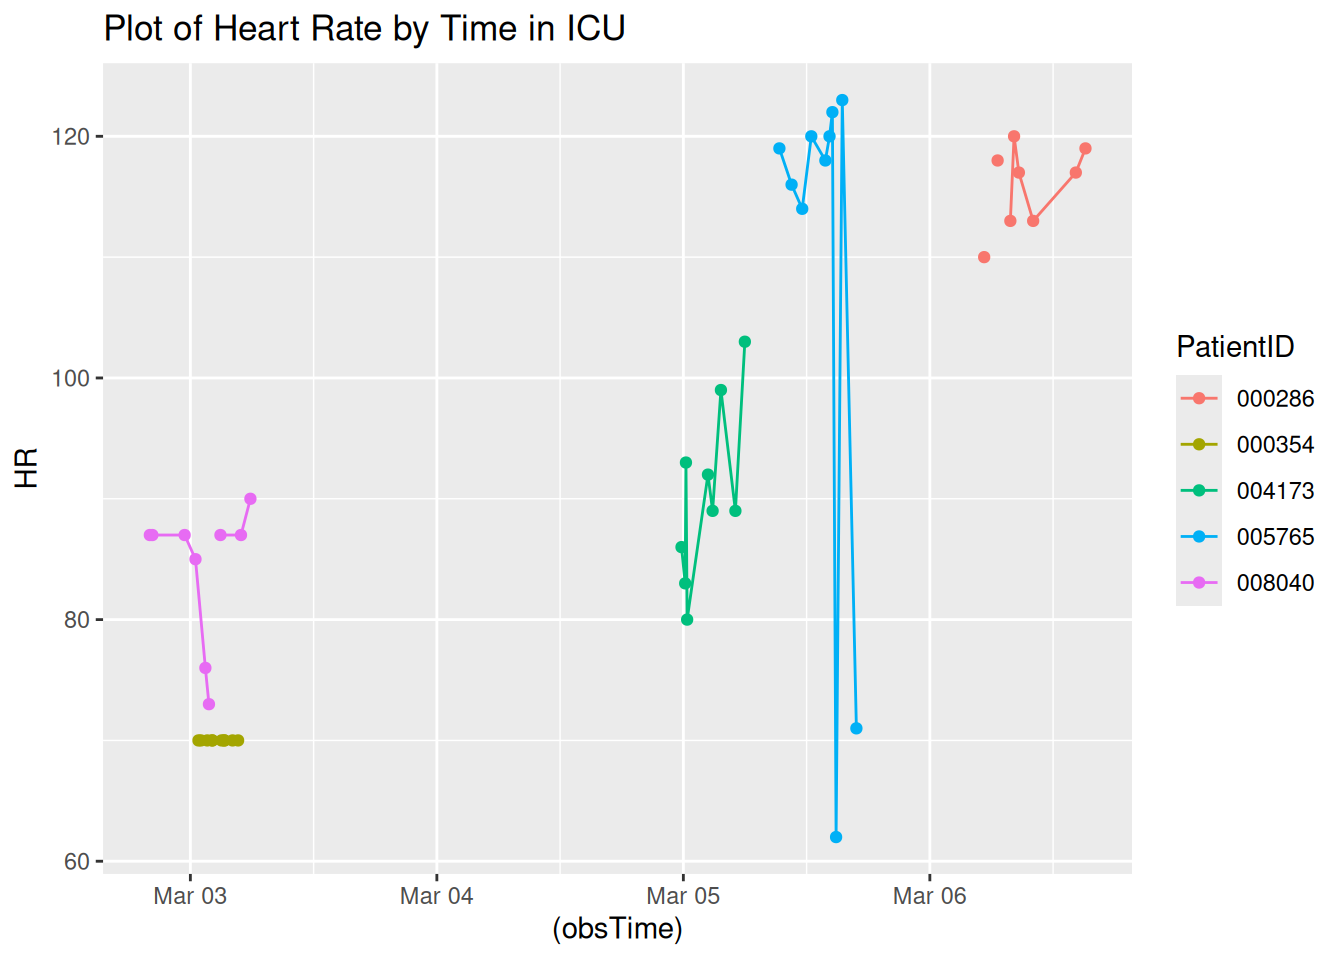 Plot of Heart Rate by Time in ICU
120
100
80
60
HR
Mar 03
Mar 04
Mar 05
Mar 06
(obsTime)
PatientID
000286
000354
004173
005765
008040